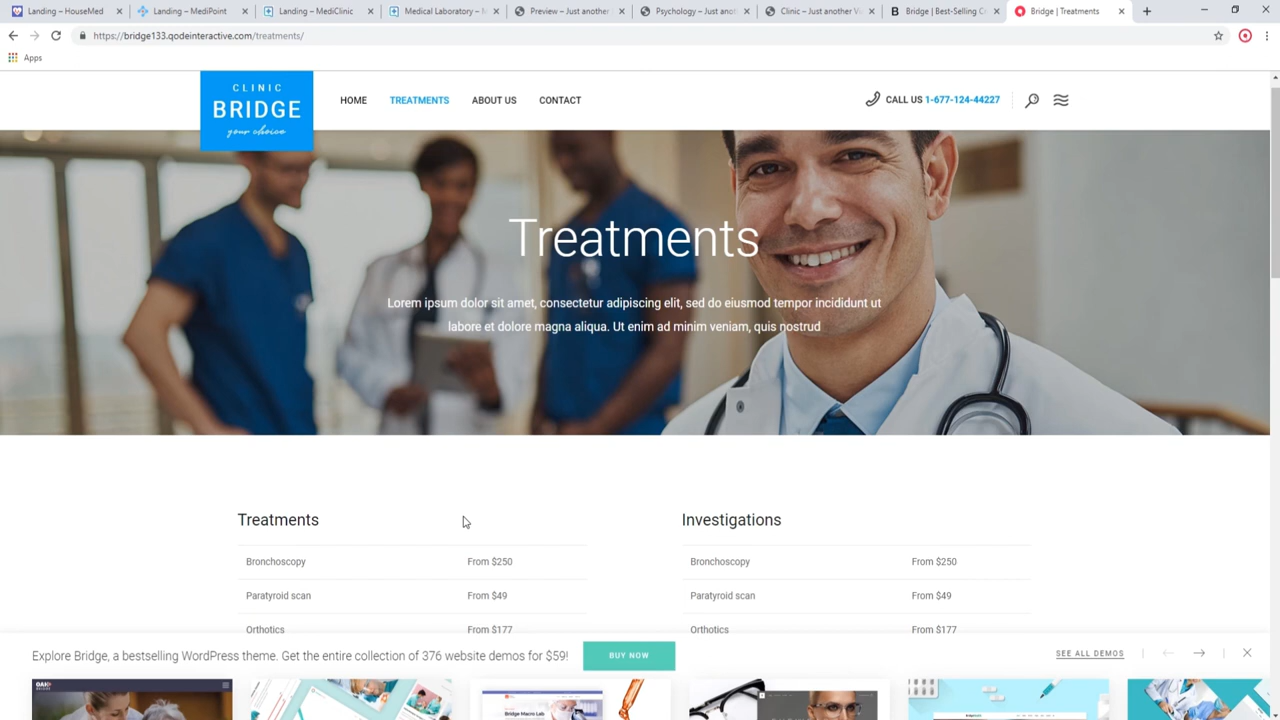 Landing – HouseMed
Landing – MediPoint
Landing – MediClinic
Medical Laboratory –
Preview – Just another
Psychology – Just ano
Clinic – Just another
Bridge | Best-Selling
Bridge | Treatments
https://bridge133.qodeinteractive.com/treatments/
Apps
CLINIC
BRIDGE
your choice
HOME
TREATMENTS
ABOUT US
CONTACT
CALL US 1-677-124-44227
Treatments
Lorem ipsum dolor sit amet, consectetur adipiscing elit, sed do eiusmod tempor incididunt ut
labore et dolore magna aliqua. Ut enim ad minim veniam, quis nostrud
Treatments
Bronchoscopy From $250
Paratyroid scan From $49
Orthotics From $177
Investigations
Bronchoscopy From $250
Paratyroid scan From $49
Orthotics From $177
Explore Bridge, a bestselling WordPress theme. Get the entire collection of 376 website demos for $59!
BUY NOW
SEE ALL DEMOS
Bridge Macro Lab